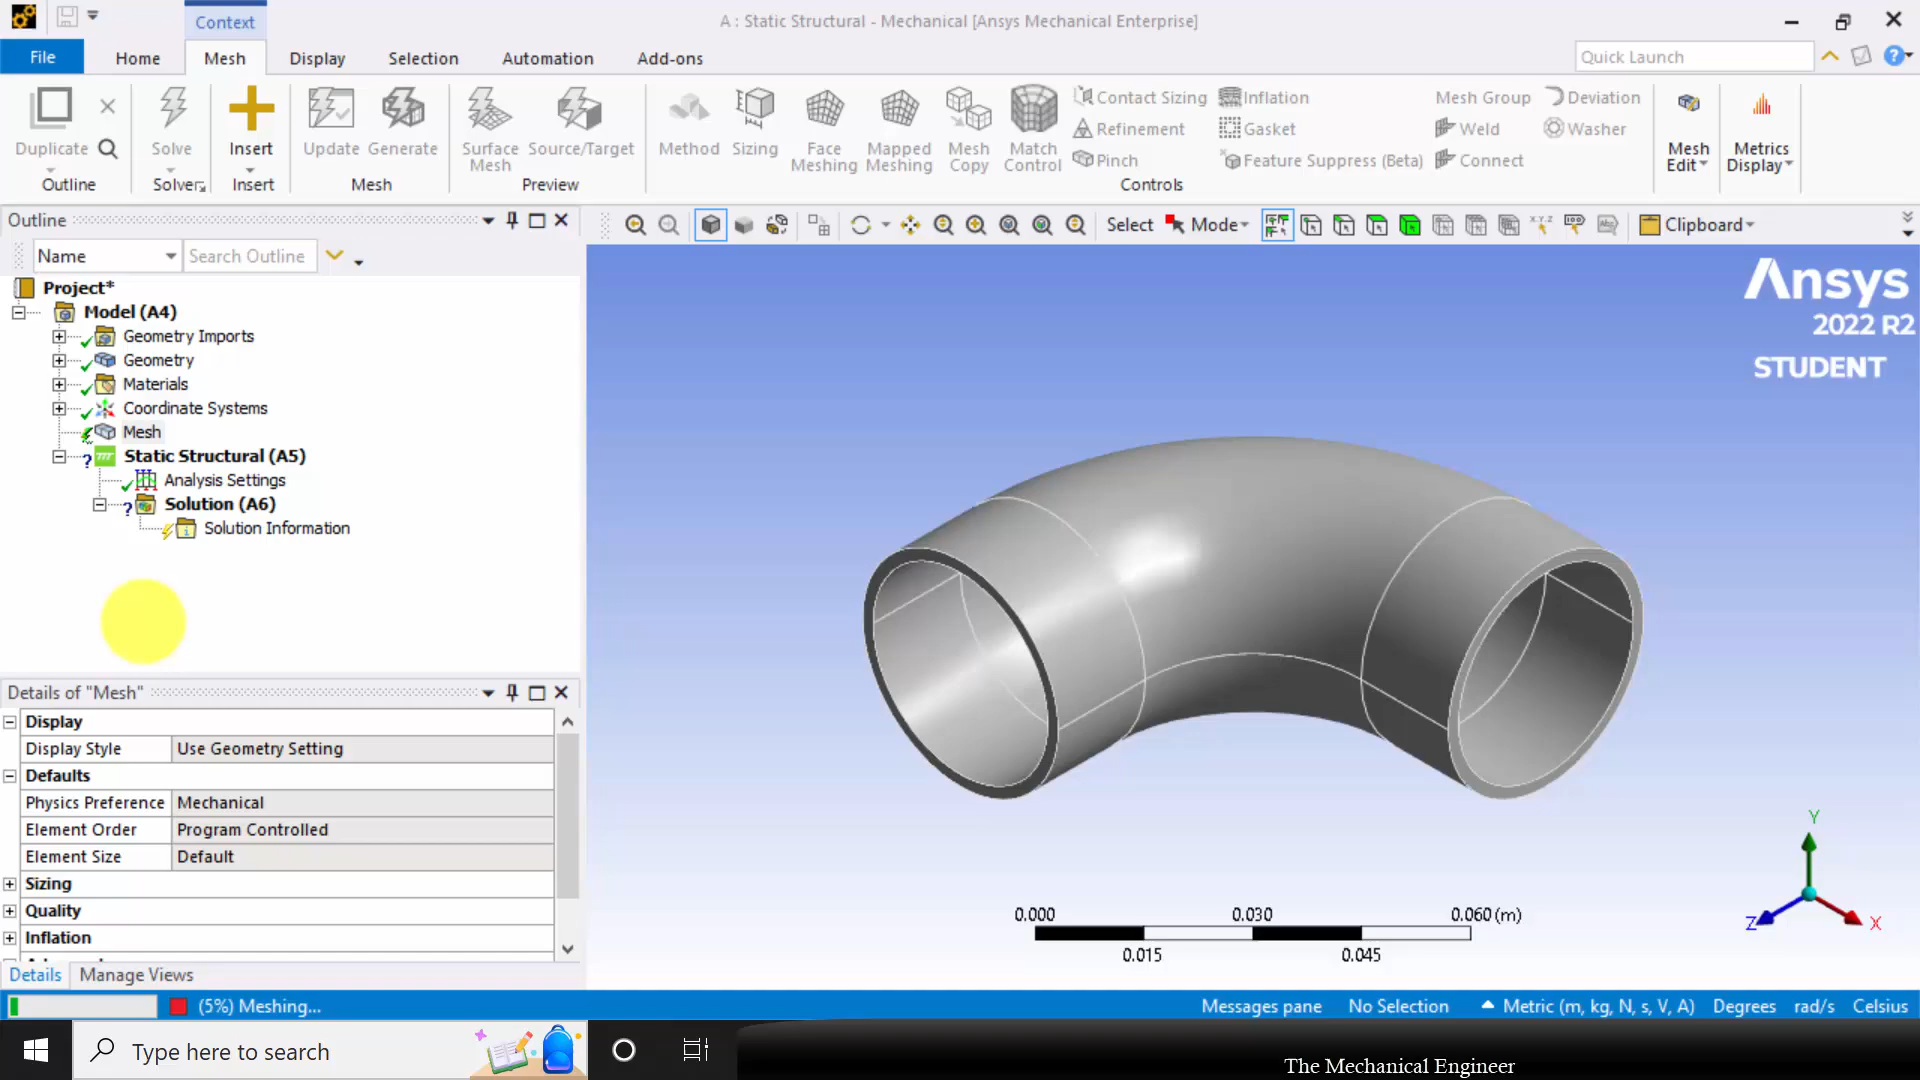 Context
A : Static Structural - Mechanical [Ansys Mechanical Enterprise]
File
Home
Mesh
Display
Selection
Automation
Add-ons
Quick Launch
Duplicate
Outline
Solve
Solver
Insert
Insert
Update
Generate
Mesh
Surface
Mesh
Source/Target
Preview
Method
Sizing
Face
Meshing
Mapped
Meshing
Mesh
Copy
Match
Control
Contact Sizing
Refinement
Pinch
Inflation
Gasket
Feature Suppress (Beta)
Mesh Group
Weld
Connect
Deviation
Washer
Controls
Mesh
Edit
Metrics
Display
Outline
Name
Search Outline
Select
Mode
Clipboard
Project*
Model (A4)
Geometry Imports
Geometry
Materials
Coordinate Systems
Mesh
Static Structural (A5)
Analysis Settings
Solution (A6)
Solution Information
Ansys
2022 R2
STUDENT
Details of "Mesh"
Display
Display Style Use Geometry Setting
Defaults
Physics Preference Mechanical
Element Order Program Controlled
Element Size Default
Sizing
Quality
Inflation
Details
Manage Views
0.000 0.030 0.060 (m)
0.015 0.045
Y
Z
X
(5%) Meshing...
Messages pane
No Selection
Metric (m, kg, N, s, V, A)
Degrees
rad/s
Celsius
Type here to search
The Mechanical Engineer